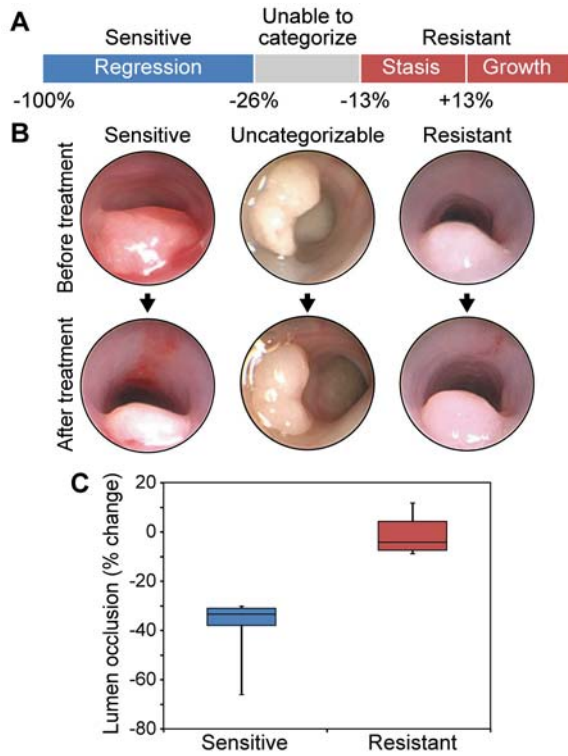 A
Sensitive
Unable to
categorize
Resistant
Regression
Stasis
Growth
-100%
-26%
-13%
+13%
B
Sensitive
Uncategorizable
Resistant
Before treatment
After treatment
C
Lumen occlusion (% change)
20
0
-20
-40
-60
-80
Sensitive
Resistant